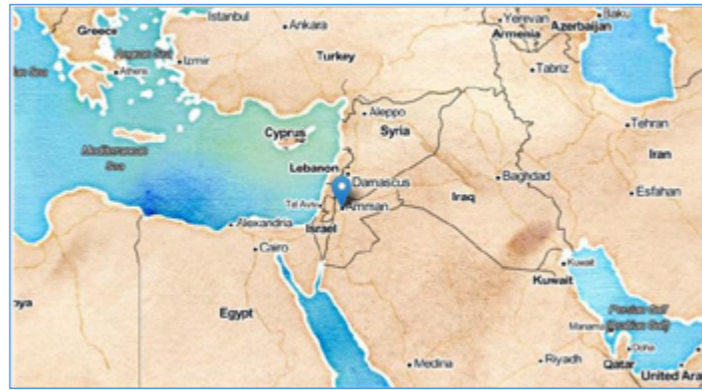 Istanbul
Ankara
Yerevan
Baku
Greece
Armenia
Azerbaijan
Aegean Sea
Izmir
Turkey
Athens
Tabriz
Aleppo
Tehran
Cyprus
Syria
Mediterranean
Sea
Lebanon
Iran
Damascus
Baghdad
Iraq
Esfahan
Tel Aviv
Amman
Alexandria
Israel
Cairo
Kuwait
Kuwait
Egypt
Persian Gulf
(Arabian Gulf)
Manama
Doha
Medina
Riyadh
Qatar
United Ara